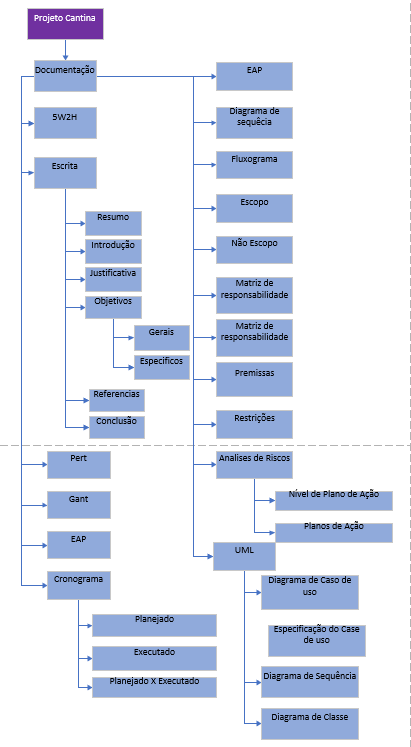 Projeto Cantina
Documentação
5W2H
Escrita
Resumo
Introdução
Justificativa
Objetivos
Gerais
Especificos
Referencias
Conclusão
Pert
Gant
EAP
Cronograma
Planejado
Executado
Planejado X Executado
EAP
Diagrama de
sequêcia
Fluxograma
Escopo
Não Escopo
Matriz de
responsabilidade
Matriz de
responsabilidade
Premissas
Restrições
Analises de Riscos
Nível de Plano de Ação
Planos de Ação
UML
Diagrama de Caso de
uso
Especificação do Case
de uso
Diagrama de Sequência
Diagrama de Classe